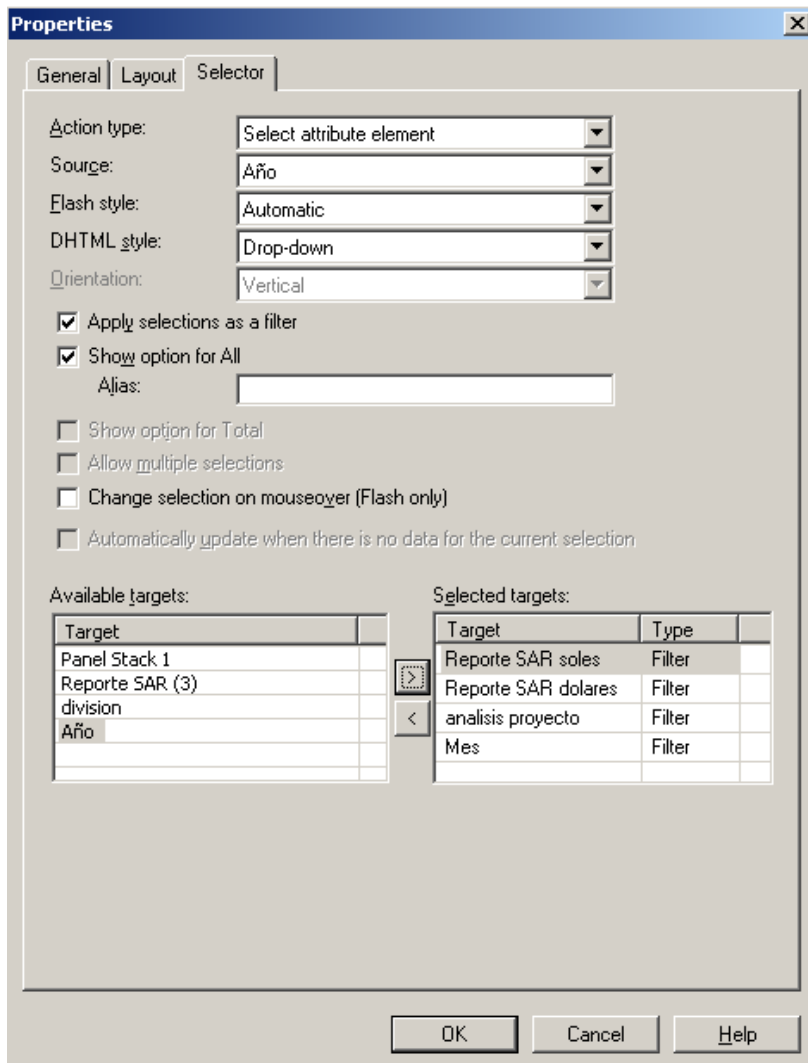 Properties
General Layout Selector
Action type: Select attribute element
Source: Año
Flash style: Automatic
DHTML style: Drop-down
Orientation: Vertical
Apply selections as a filter
Show option for All
Alias:
Show option for Total
Allow multiple selections
Change selection on mouseover (Flash only)
Automatically update when there is no data for the current selection
Available targets:
Target
Panel Stack 1
Reporte SAR (3)
division
Año
>
<
Selected targets:
Target Type
Reporte SAR soles Filter
Reporte SAR dolares Filter
analisis proyecto Filter
Mes Filter
OK Cancel Help